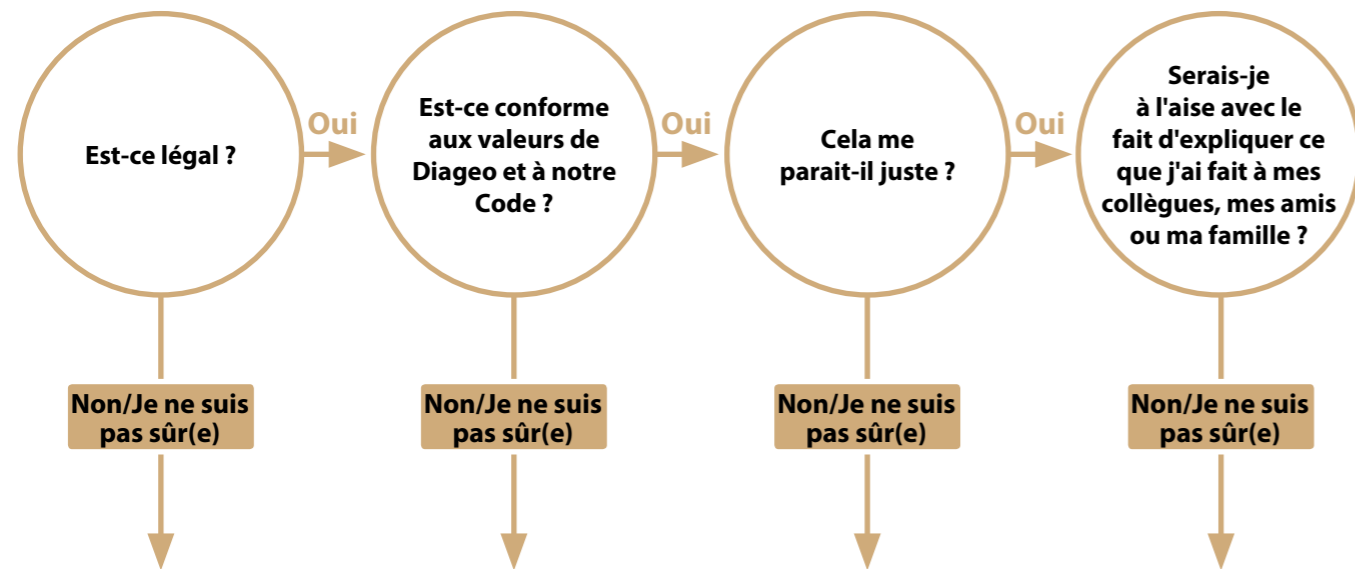 Est-ce légal ?
Oui
Est-ce conforme
aux valeurs de
Diageo et à notre
Code ?
Oui
Cela me
parait-il juste ?
Oui
Serais-je
à l'aise avec le
fait d'expliquer ce
que j'ai fait à mes
collègues, mes amis
ou ma famille ?
Non/Je ne suis
pas sûr(e)
Non/Je ne suis
pas sûr(e)
Non/Je ne suis
pas sûr(e)
Non/Je ne suis
pas sûr(e)